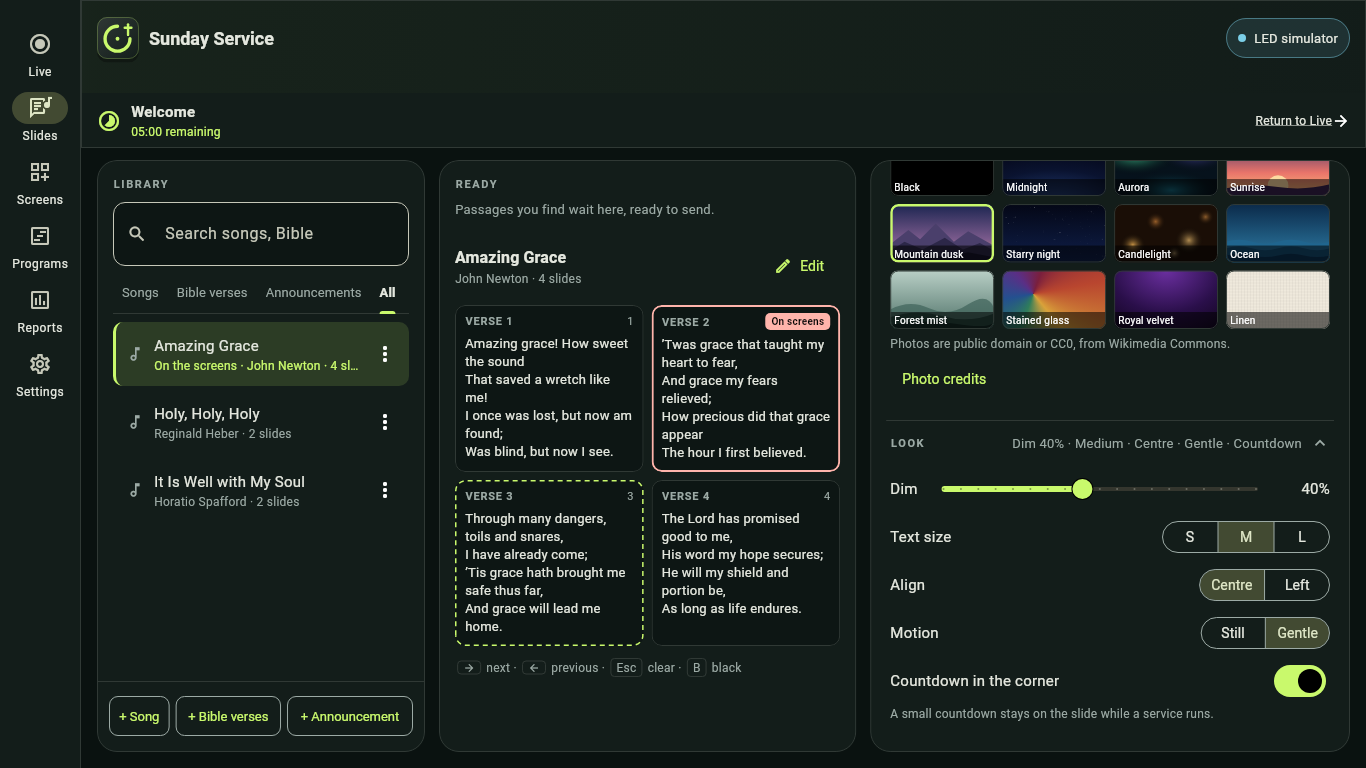 Live
Slides
Screens
Programs
Reports
Settings
Sunday Service
LED simulator
Welcome
05:00 remaining
Return to Live
LIBRARY
Search songs, Bible
Songs
Bible verses
Announcements
All
Amazing Grace
On the screens · John Newton · 4 sl…
Holy, Holy, Holy
Reginald Heber · 2 slides
It Is Well with My Soul
Horatio Spafford · 2 slides
+ Song
+ Bible verses
+ Announcement
READY
Passages you find wait here, ready to send.
Amazing Grace
John Newton · 4 slides
Edit
VERSE 1
1
Amazing grace! How sweet
the sound
That saved a wretch like
me!
I once was lost, but now am
found;
Was blind, but now I see.
VERSE 2
On screens
’Twas grace that taught my
heart to fear,
And grace my fears
relieved;
How precious did that grace
appear
The hour I first believed.
VERSE 3
3
Through many dangers,
toils and snares,
I have already come;
’Tis grace hath brought me
safe thus far,
And grace will lead me
home.
VERSE 4
4
The Lord has promised
good to me,
His word my hope secures;
He will my shield and
portion be,
As long as life endures.
→ next · ← previous · Esc clear · B black
Black
Midnight
Aurora
Sunrise
Mountain dusk
Starry night
Candlelight
Ocean
Forest mist
Stained glass
Royal velvet
Linen
Photos are public domain or CC0, from Wikimedia Commons.
Photo credits
LOOK
Dim 40% · Medium · Centre · Gentle · Countdown
Dim
40%
Text size
S
M
L
Align
Centre
Left
Motion
Still
Gentle
Countdown in the corner
A small countdown stays on the slide while a service runs.